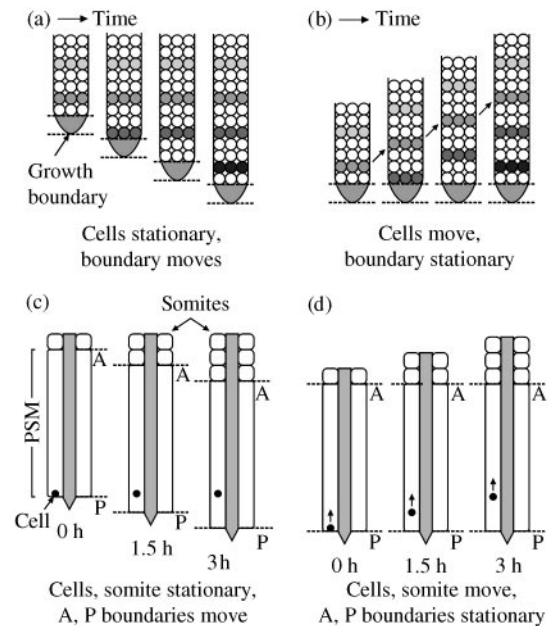 (a) → Time
Growth
boundary
Cells stationary,
boundary moves
(b) → Time
Cells move,
boundary stationary
(c)
Somites
A
A
A
PSM
Cell
P
P
0 h
1.5 h
3h
Cells, somite stationary,
A, P boundaries move
(d)
A
A
A
P
P
P
0 h 1.5 h 3 h
Cells, somite move,
A, P boundaries stationary